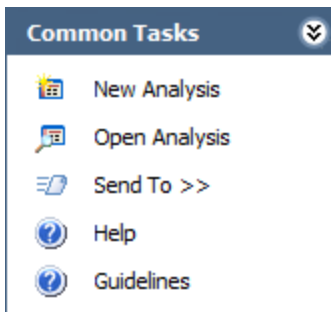 Common Tasks
New Analysis
Open Analysis
Send To >>
Help
Guidelines